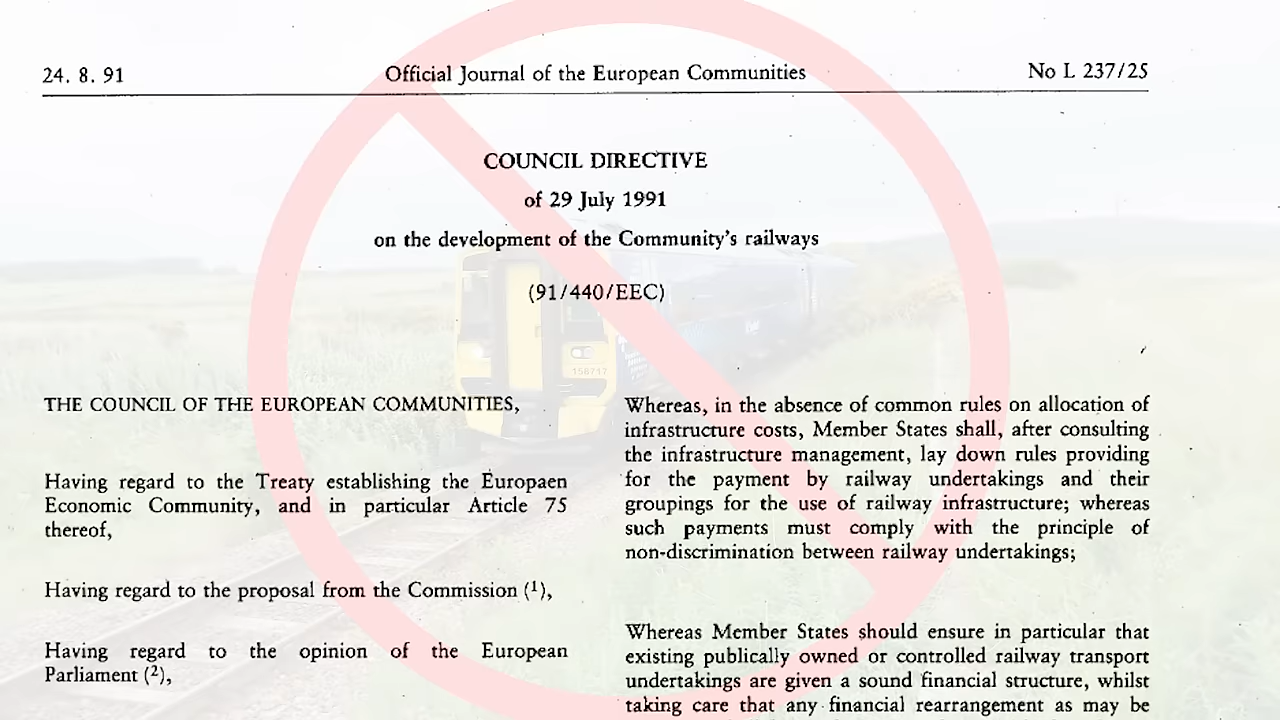 24. 8. 91
Official Journal of the European Communities
No L 237/25
COUNCIL DIRECTIVE
of 29 July 1991
on the development of the Community's railways
(91/440/EEC)
THE COUNCIL OF THE EUROPEAN COMMUNITIES,
Having regard to the Treaty establishing the Europaen
Economic Community, and in particular Article 75
thereof,
Having regard to the proposal from the Commission (¹),
Having regard to the opinion of the European
Parliament (²),
Whereas, in the absence of common rules on allocation of
infrastructure costs, Member States shall, after consulting
the infrastructure management, lay down rules providing
for the payment by railway undertakings and their
groupings for the use of railway infrastructure; whereas
such payments must comply with the principle of
non-discrimination between railway undertakings;
Whereas Member States should ensure in particular that
existing publically owned or controlled railway transport
undertakings are given a sound financial structure, whilst
taking care that any financial rearrangement as may be
158717